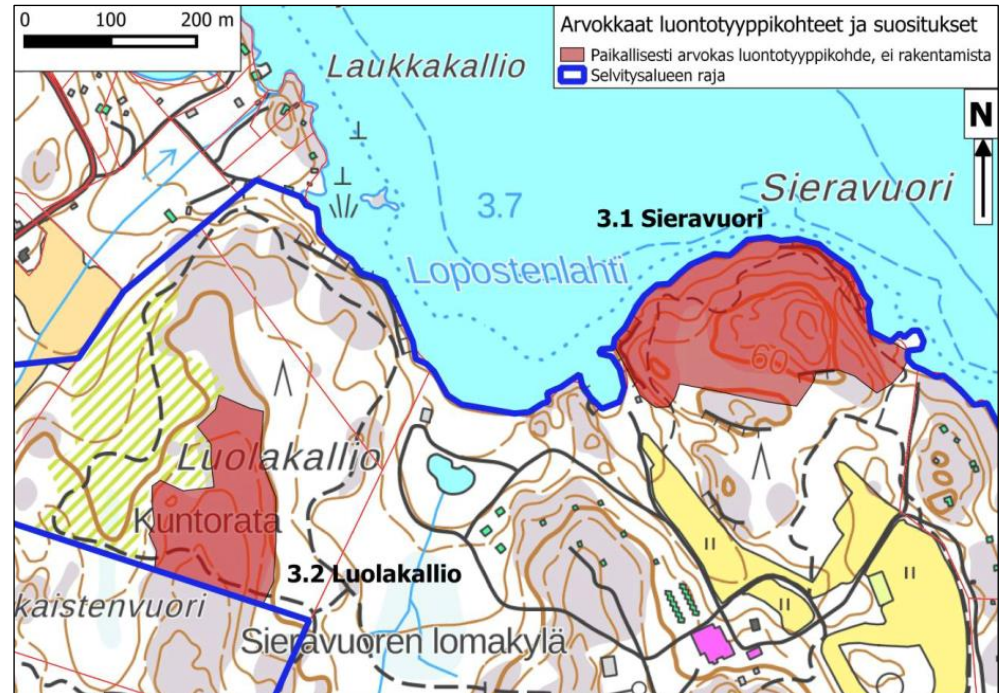 0 100 200 m
Arvokkaat luontotyyppikohteet ja suositukset
Paikallisesti arvokas luontotyyppikohde, ei rakentamista
Selvitysalueen raja
N
Laukkakallio
Sieravuori
3.7
3.1 Sieravuori
Lopostenlahti
60
Luolakallio
Kuntorata
3.2 Luolakallio
kaistenvuori
Sieravuoren lomakylä